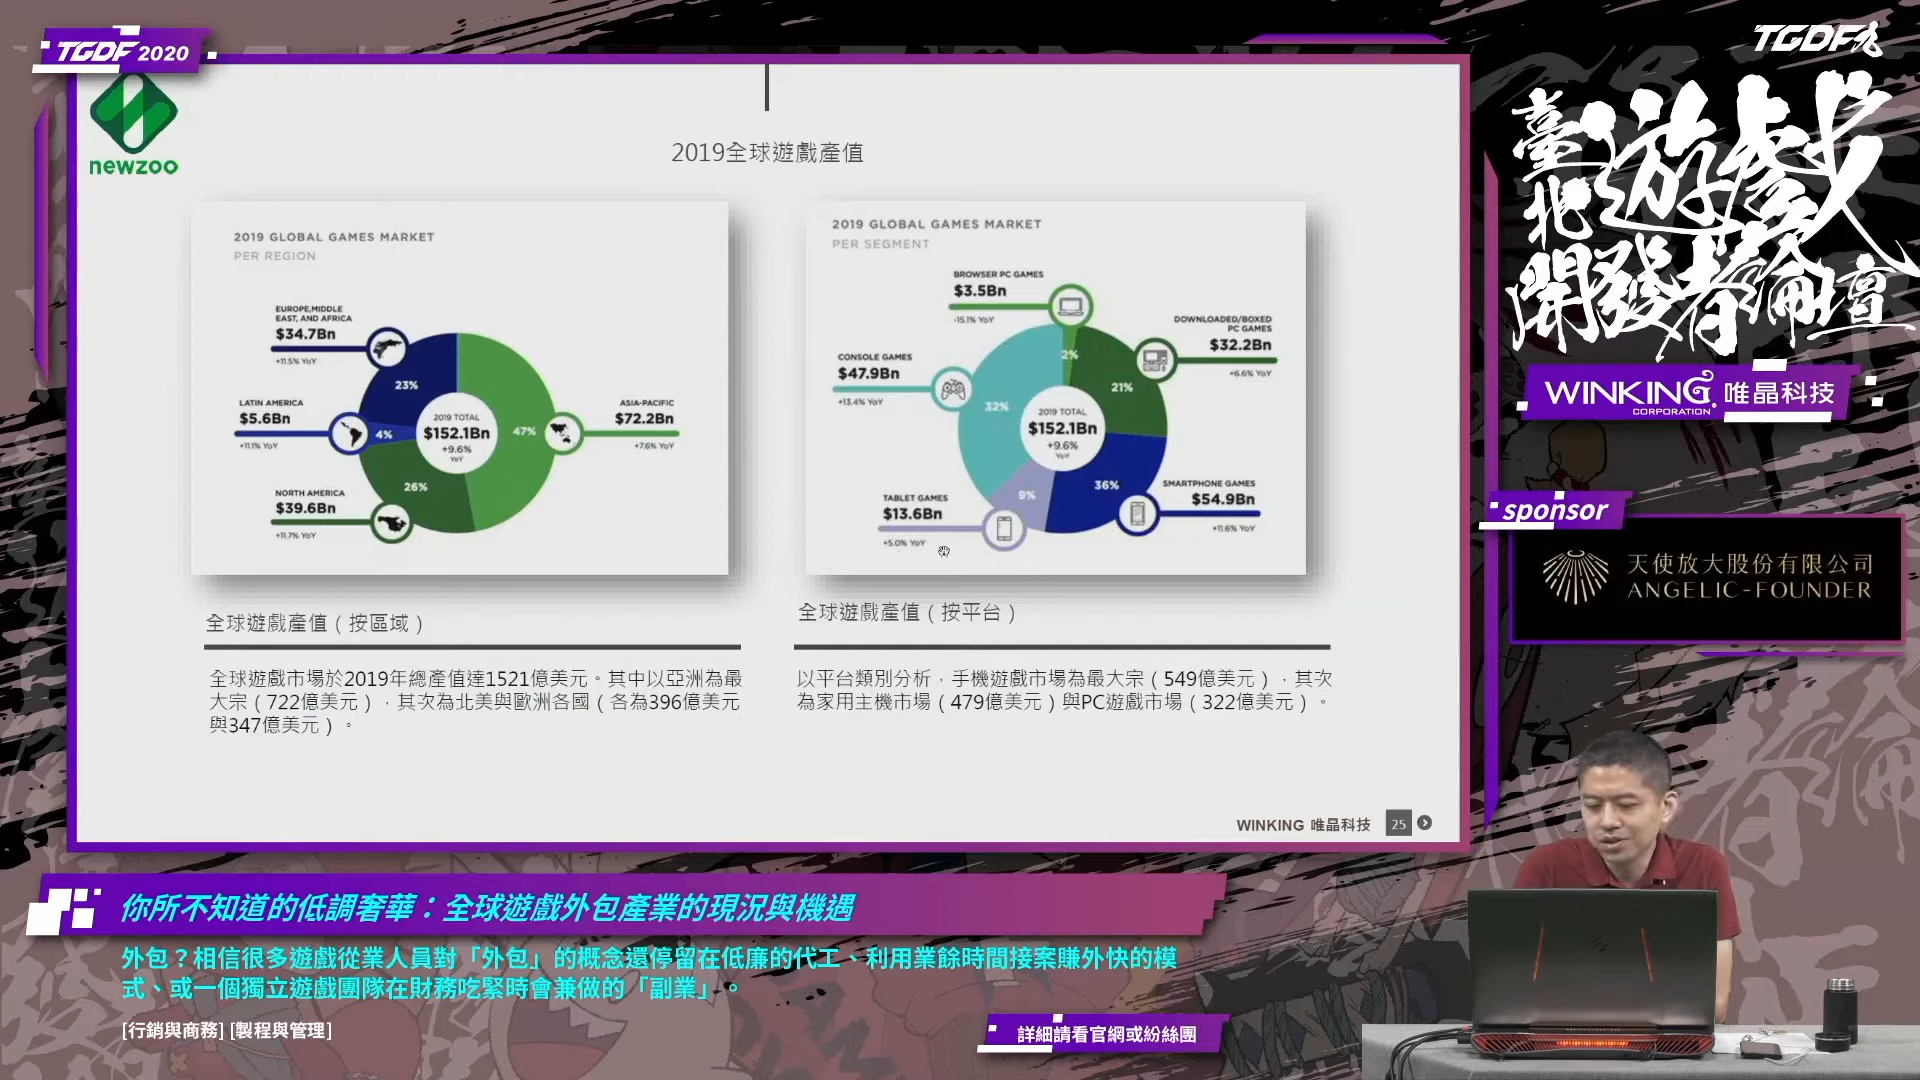 TGDF 2020
TGDF
臺北遊戲開發者論壇
newzoo
2019全球遊戲產值
2019 GLOBAL GAMES MARKET
PER REGION
EUROPE,MIDDLE
EAST, AND AFRICA
$34.7Bn
+11.5% YoY
23%
LATIN AMERICA
$5.6Bn
+11.1% YoY
4%
2019 TOTAL
$152.1Bn
+9.6%
YoY
47%
ASIA-PACIFIC
$72.2Bn
+7.6% YoY
26%
NORTH AMERICA
$39.6Bn
+11.7% YoY
2019 GLOBAL GAMES MARKET
PER SEGMENT
BROWSER PC GAMES
$3.5Bn
-15.1% YoY
2%
DOWNLOADED/BOXED
PC GAMES
$32.2Bn
+6.6% YoY
21%
CONSOLE GAMES
$47.9Bn
+13.4% YoY
32%
2019 TOTAL
$152.1Bn
+9.6%
YoY
36%
SMARTPHONE GAMES
$54.9Bn
+11.6% YoY
9%
TABLET GAMES
$13.6Bn
+5.0% YoY
全球遊戲產值（按區域）
全球遊戲市場於2019年總產值達1521億美元。其中以亞洲為最
大宗（722億美元），其次為北美與歐洲各國（各為396億美元
與347億美元）。
全球遊戲產值（按平台）
以平台類別分析，手機遊戲市場為最大宗（549億美元），其次
為家用主機市場（479億美元）與PC遊戲市場（322億美元）。
WINKING 唯晶科技 25
WINKING 唯晶科技
CORPORATION
sponsor
天使放大股份有限公司
ANGELIC-FOUNDER
你所不知道的低調奢華：全球遊戲外包產業的現況與機遇
外包？相信很多遊戲從業人員對「外包」的概念還停留在低廉的代工、利用業餘時間接案賺外快的模
式、或一個獨立遊戲團隊在財務吃緊時會兼做的「副業」。
[行銷與商務] [製程與管理]
詳細請看官網或紛絲團